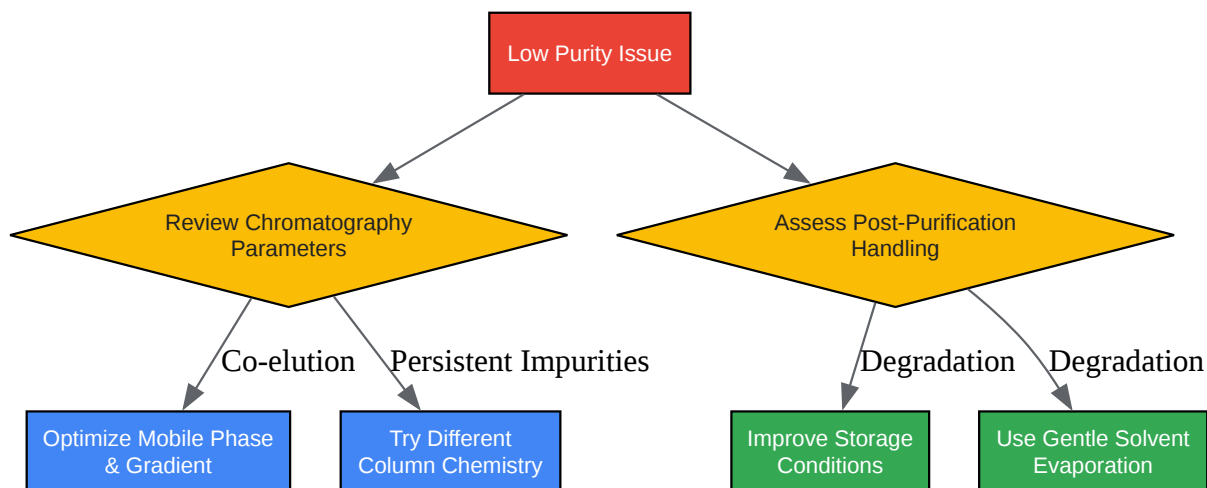 Low Purity Issue
Review Chromatography
Parameters
Assess Post-Purification
Handling
Co-elution
Persistent Impurities
Degradation
Degradation
Optimize Mobile Phase
& Gradient
Try Different
Column Chemistry
Improve Storage
Conditions
Use Gentle Solvent
Evaporation